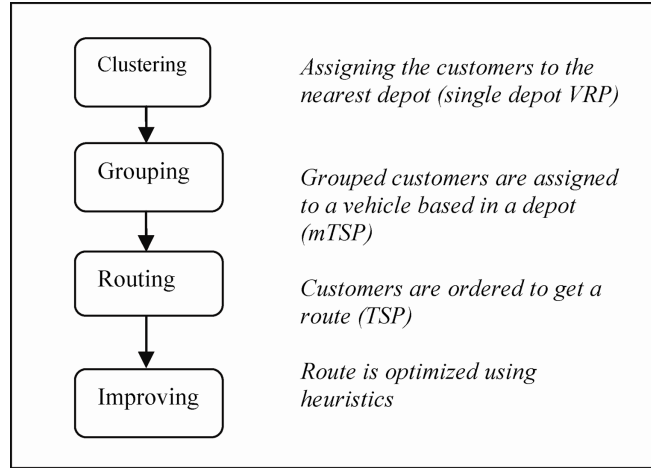 Clustering
Assigning the customers to the
nearest depot (single depot VRP)
Grouping
Grouped customers are assigned
to a vehicle based in a depot
(mTSP)
Routing
Customers are ordered to get a
route (TSP)
Improving
Route is optimized using
heuristics